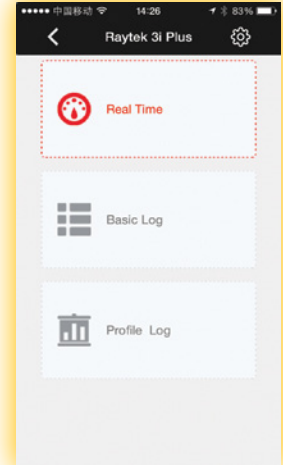 中国移动 14:26 83%
Raytek 3i Plus
Real Time
Basic Log
Profile Log